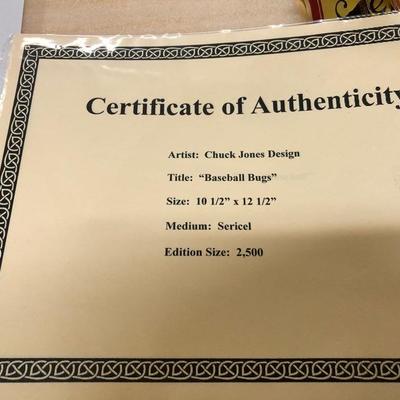 Certificate of Authenticity
Artist: Chuck Jones Design
Title: “Baseball Bugs”
Size: 10 1/2” x 12 1/2”
Medium: Sericel
Edition Size: 2,500